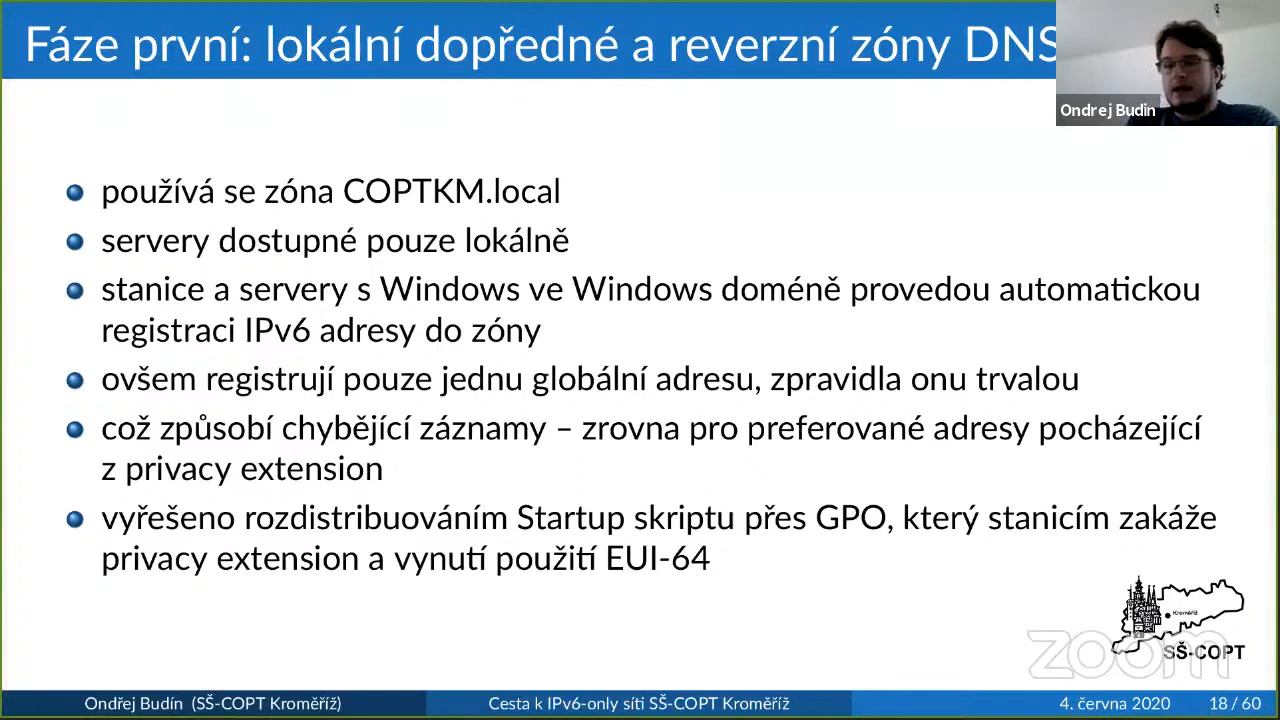 Fáze první: lokální dopředné a reverzní zóny DNS
Ondrej Budin
používá se zóna COPTKM.local
servery dostupné pouze lokálně
stanice a servery s Windows ve Windows doméně provedou automatickou
registraci IPv6 adresy do zóny
ovšem registrují pouze jednu globální adresu, zpravidla onu trvalou
což způsobí chybějící záznamy – zrovna pro preferované adresy pocházející
z privacy extension
vyřešeno rozdistribuováním Startup skriptu přes GPO, který stanicím zakáže
privacy extension a vynutí použití EUI-64
Kroměříž
zoom
SŠ-COPT
Ondřej Budín (SŠ-COPT Kroměříž)
Cesta k IPv6-only síti SŠ-COPT Kroměříž
4. června 2020
18 / 60